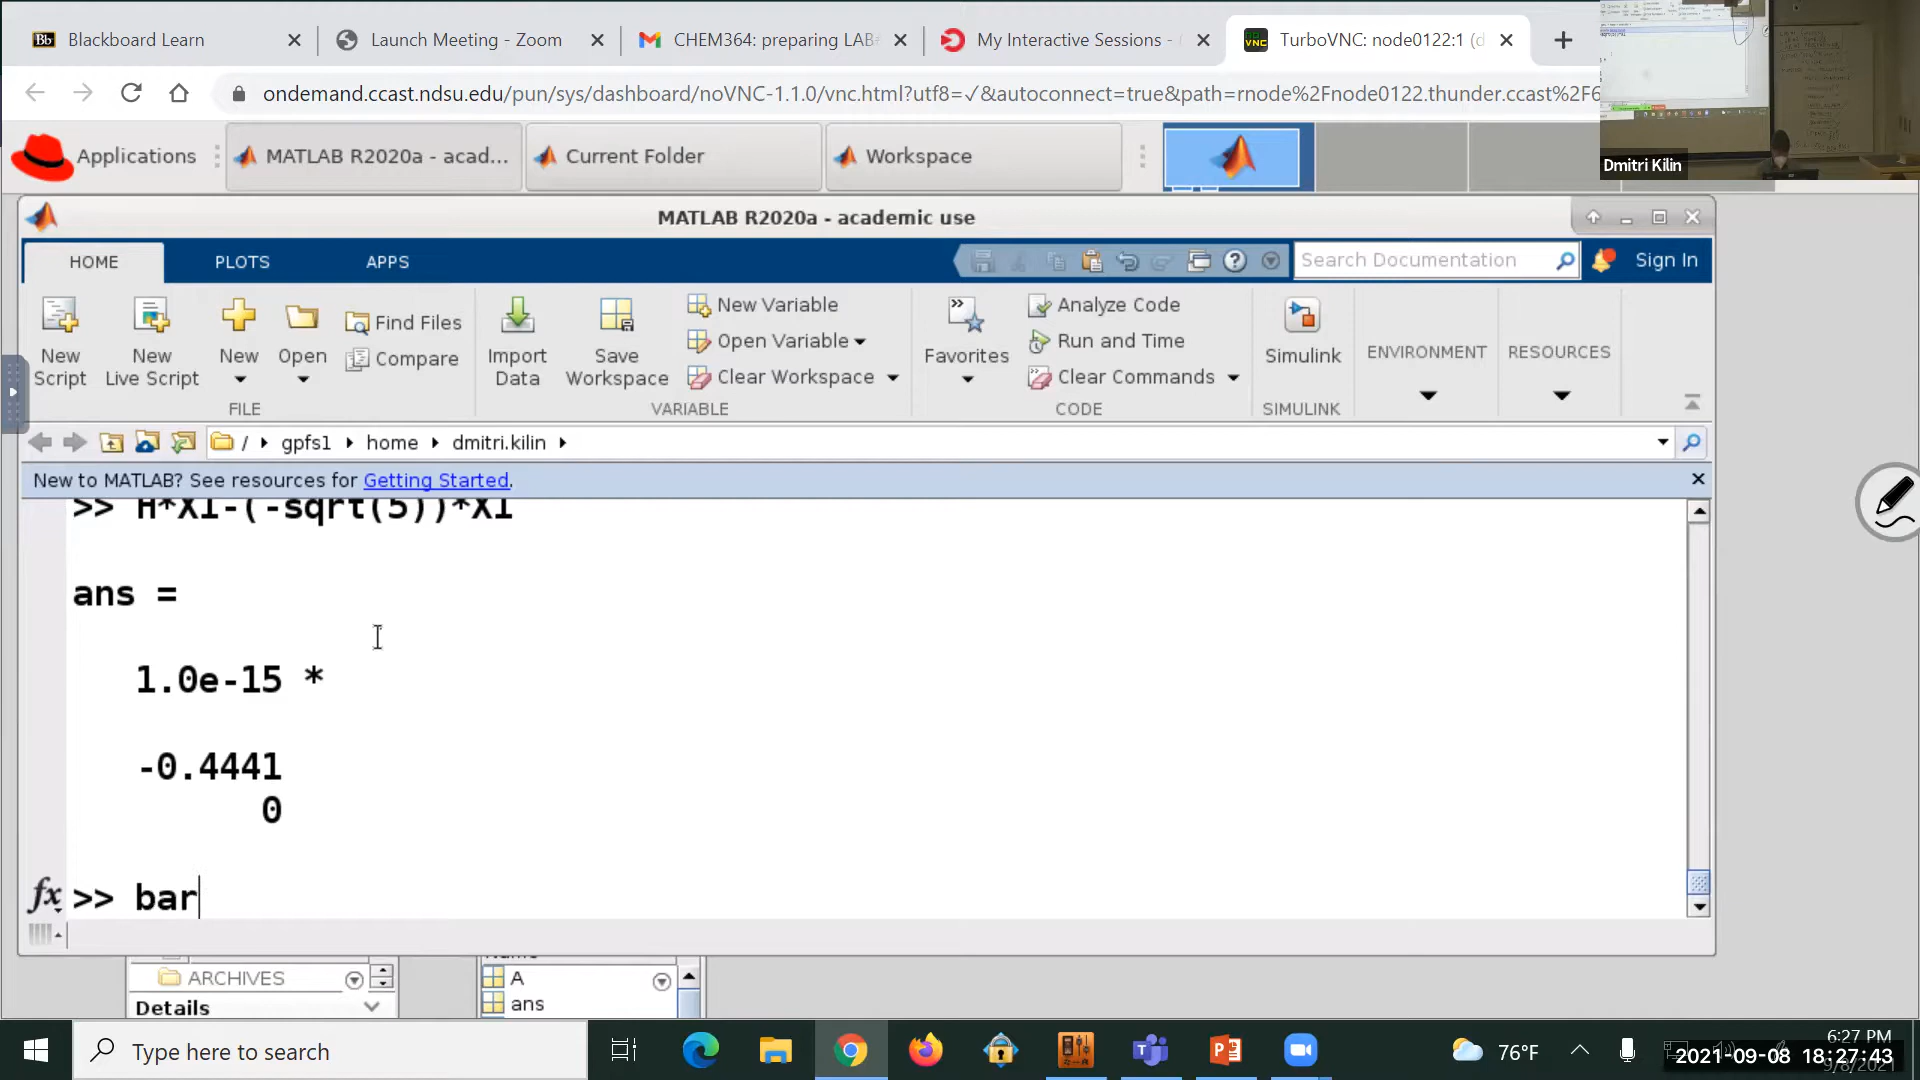 Blackboard Learn
Launch Meeting - Zoom
CHEM364: preparing LAB
My Interactive Sessions -
TurboVNC: node0122:1 (d
ondemand.ccast.ndsu.edu/pun/sys/dashboard/noVNC-1.1.0/vnc.html?utf8=✓&autoconnect=true&path=rnode%2Fnode0122.thunder.ccast%2F6
Applications
MATLAB R2020a - acad...
Current Folder
Workspace
Dmitri Kilin
MATLAB R2020a - academic use
HOME
PLOTS
APPS
Search Documentation
Sign In
New Script
New Live Script
New
Open
Find Files
Compare
FILE
Import Data
Save Workspace
New Variable
Open Variable
Clear Workspace
VARIABLE
Favorites
Analyze Code
Run and Time
Clear Commands
CODE
Simulink
SIMULINK
ENVIRONMENT
RESOURCES
/ gpfs1 home dmitri.kilin
New to MATLAB? See resources for Getting Started.
>> H*X1-(-sqrt(5))*X1
ans =
1.0e-15 *
-0.4441
0
fx >> bar
ARCHIVES
Details
Name
A
ans
Type here to search
76°F
6:27 PM
2021-09-08 18:27:43
9/8/2021